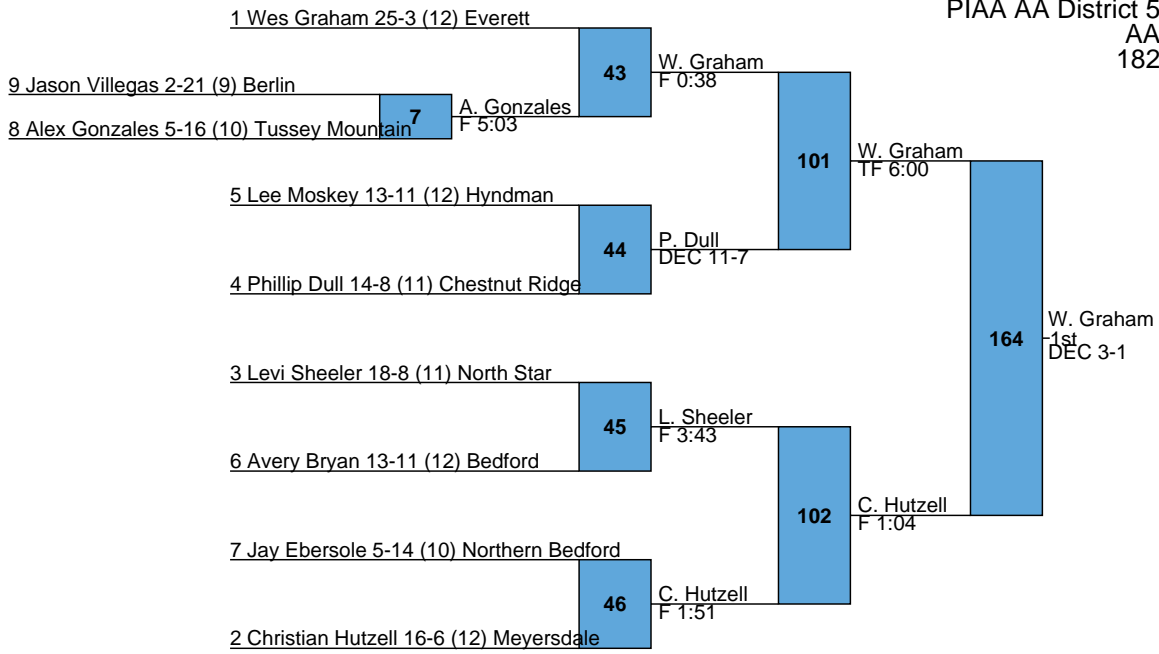 PIAA AA District 5
AA
182
1 Wes Graham 25-3 (12) Everett
43
W. Graham
F 0:38
9 Jason Villegas 2-21 (9) Berlin
7
A. Gonzales
F 5:03
8 Alex Gonzales 5-16 (10) Tussey Mountain
101
W. Graham
TF 6:00
5 Lee Moskey 13-11 (12) Hyndman
44
P. Dull
DEC 11-7
4 Phillip Dull 14-8 (11) Chestnut Ridge
164
W. Graham
1st
DEC 3-1
3 Levi Sheeler 18-8 (11) North Star
45
L. Sheeler
F 3:43
6 Avery Bryan 13-11 (12) Bedford
102
C. Hutzell
F 1:04
7 Jay Ebersole 5-14 (10) Northern Bedford
46
C. Hutzell
F 1:51
2 Christian Hutzell 16-6 (12) Meyersdale